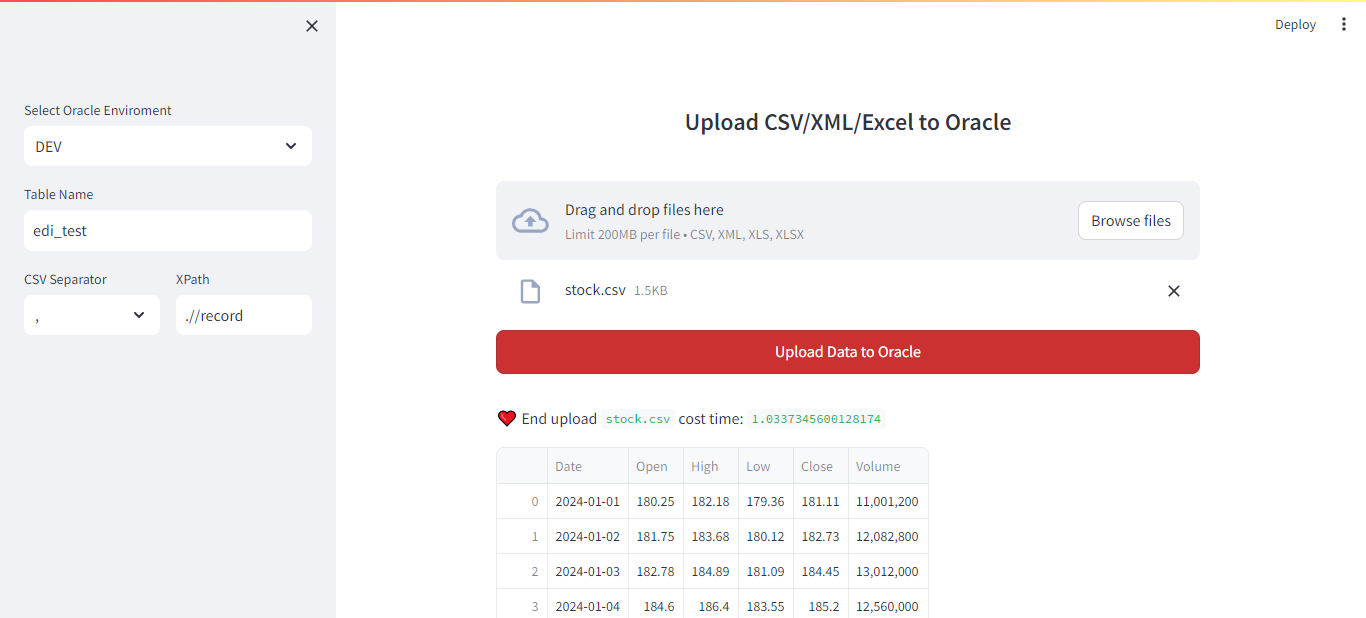 Deploy
Select Oracle Enviroment
DEV
Table Name
edi_test
CSV Separator
XPath
,
.//record
Upload CSV/XML/Excel to Oracle
Drag and drop files here
Limit 200MB per file • CSV, XML, XLS, XLSX
Browse files
stock.csv 1.5KB
Upload Data to Oracle
End upload stock.csv cost time: 1.0337345600128174
Date Open High Low Close Volume
0 2024-01-01 180.25 182.18 179.36 181.11 11,001,200
1 2024-01-02 181.75 183.68 180.12 182.73 12,082,800
2 2024-01-03 182.78 184.89 181.09 184.45 13,012,000
3 2024-01-04 184.6 186.4 183.55 185.2 12,560,000